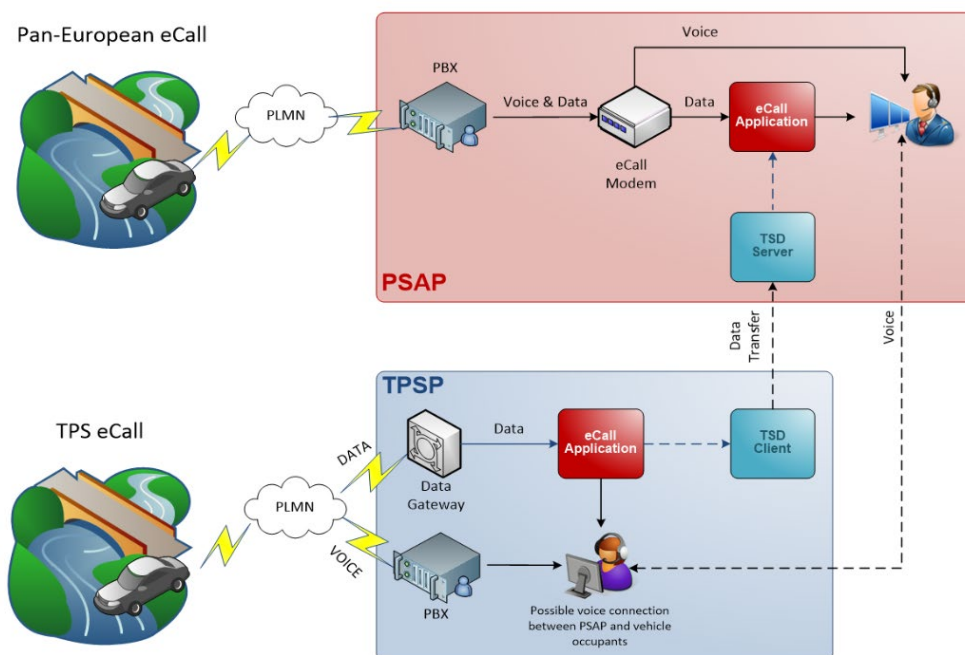 Pan-European eCall
PLMN
PBX
Voice & Data
eCall
Modem
Voice
Data
eCall
Application
TSD
Server
PSAP
Data
Transfer
Voice
TPSP
TPS eCall
PLMN
DATA
VOICE
Data
Gateway
Data
eCall
Application
TSD
Client
PBX
Possible voice connection
between PSAP and vehicle
occupants